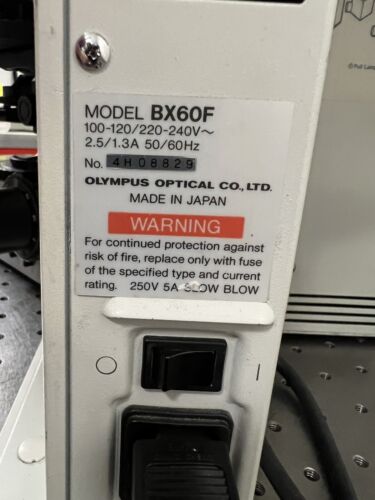 MODEL BX60F
100-120/220-240V～
2.5/1.3A 50/60Hz
No. 4H08829
OLYMPUS OPTICAL CO., LTD.
MADE IN JAPAN
WARNING
For continued protection against
risk of fire, replace only with fuse
of the specified type and current
rating. 250V 5A SLOW BLOW
○ |